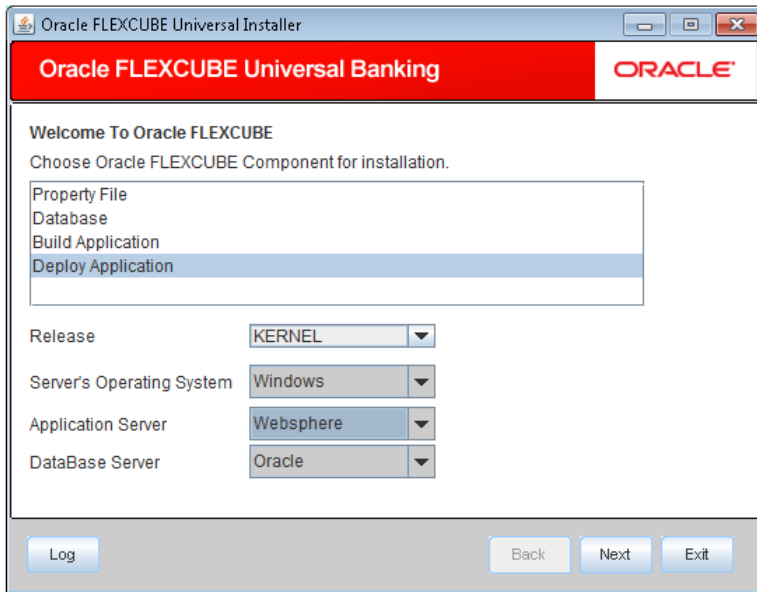 Oracle FLEXCUBE Universal Installer
Oracle FLEXCUBE Universal Banking
ORACLE
Welcome To Oracle FLEXCUBE
Choose Oracle FLEXCUBE Component for installation.
Property File
Database
Build Application
Deploy Application
Release KERNEL
Server's Operating System Windows
Application Server Websphere
DataBase Server Oracle
Log Back Next Exit